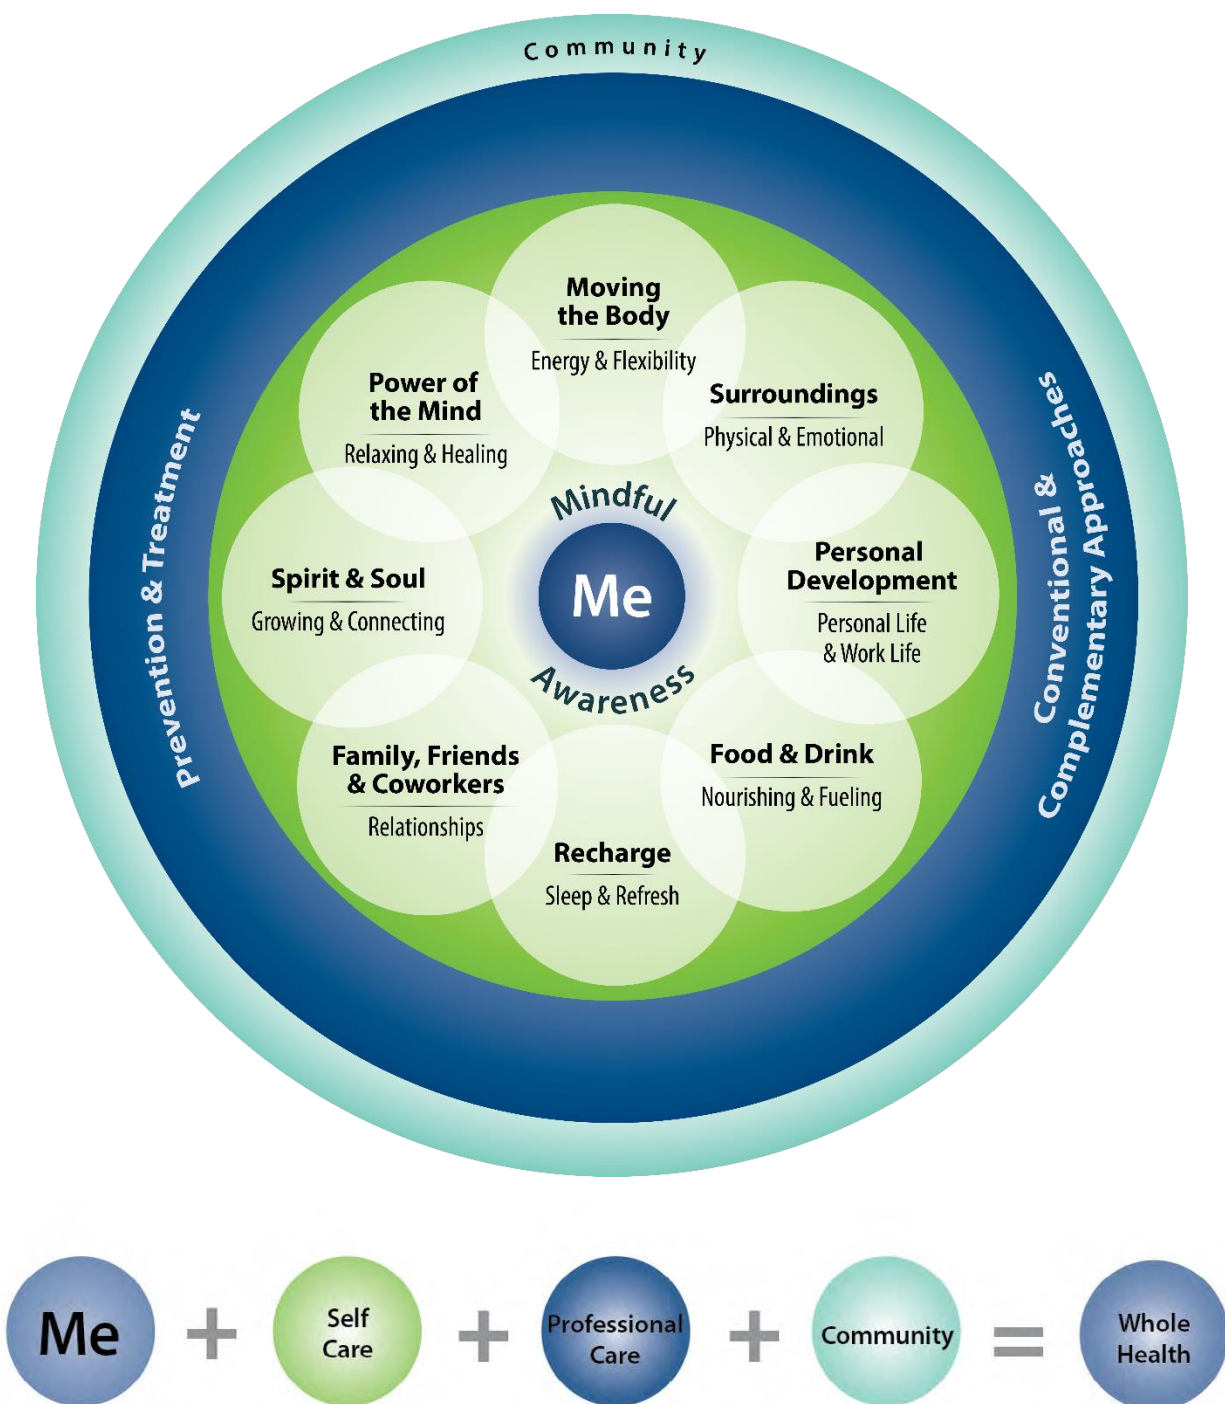 Community
Moving
the Body
Energy & Flexibility
Surroundings
Physical & Emotional
Personal
Development
Personal Life
& Work Life
Food & Drink
Nourishing & Fueling
Recharge
Sleep & Refresh
Family, Friends
& Coworkers
Relationships
Spirit & Soul
Growing & Connecting
Power of
the Mind
Relaxing & Healing
Mindful
Me
Awareness
Prevention & Treatment
Conventional &
Complementary Approaches
Me
+
Self
Care
+
Professional
Care
+
Community
=
Whole
Health